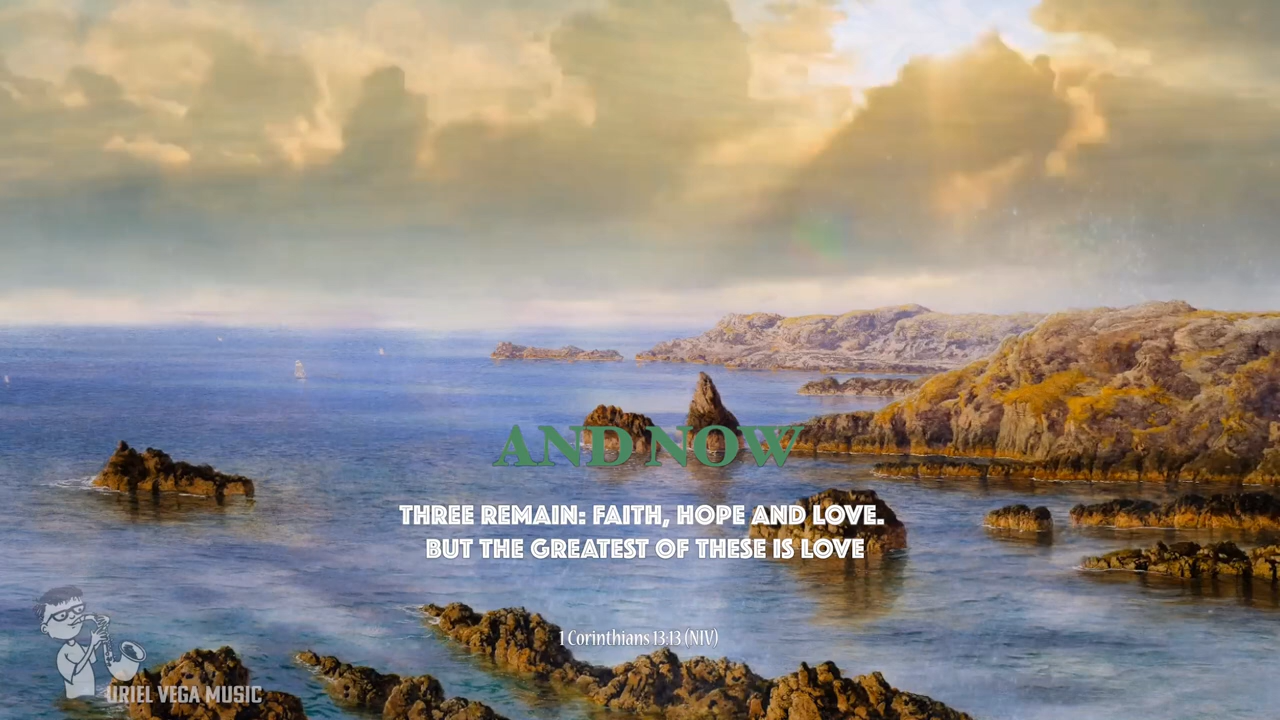 AND NOW
THREE REMAIN: FAITH, HOPE AND LOVE.
BUT THE GREATEST OF THESE IS LOVE
1 Corinthians 13:13 (NIV)
URIEL VEGA MUSIC